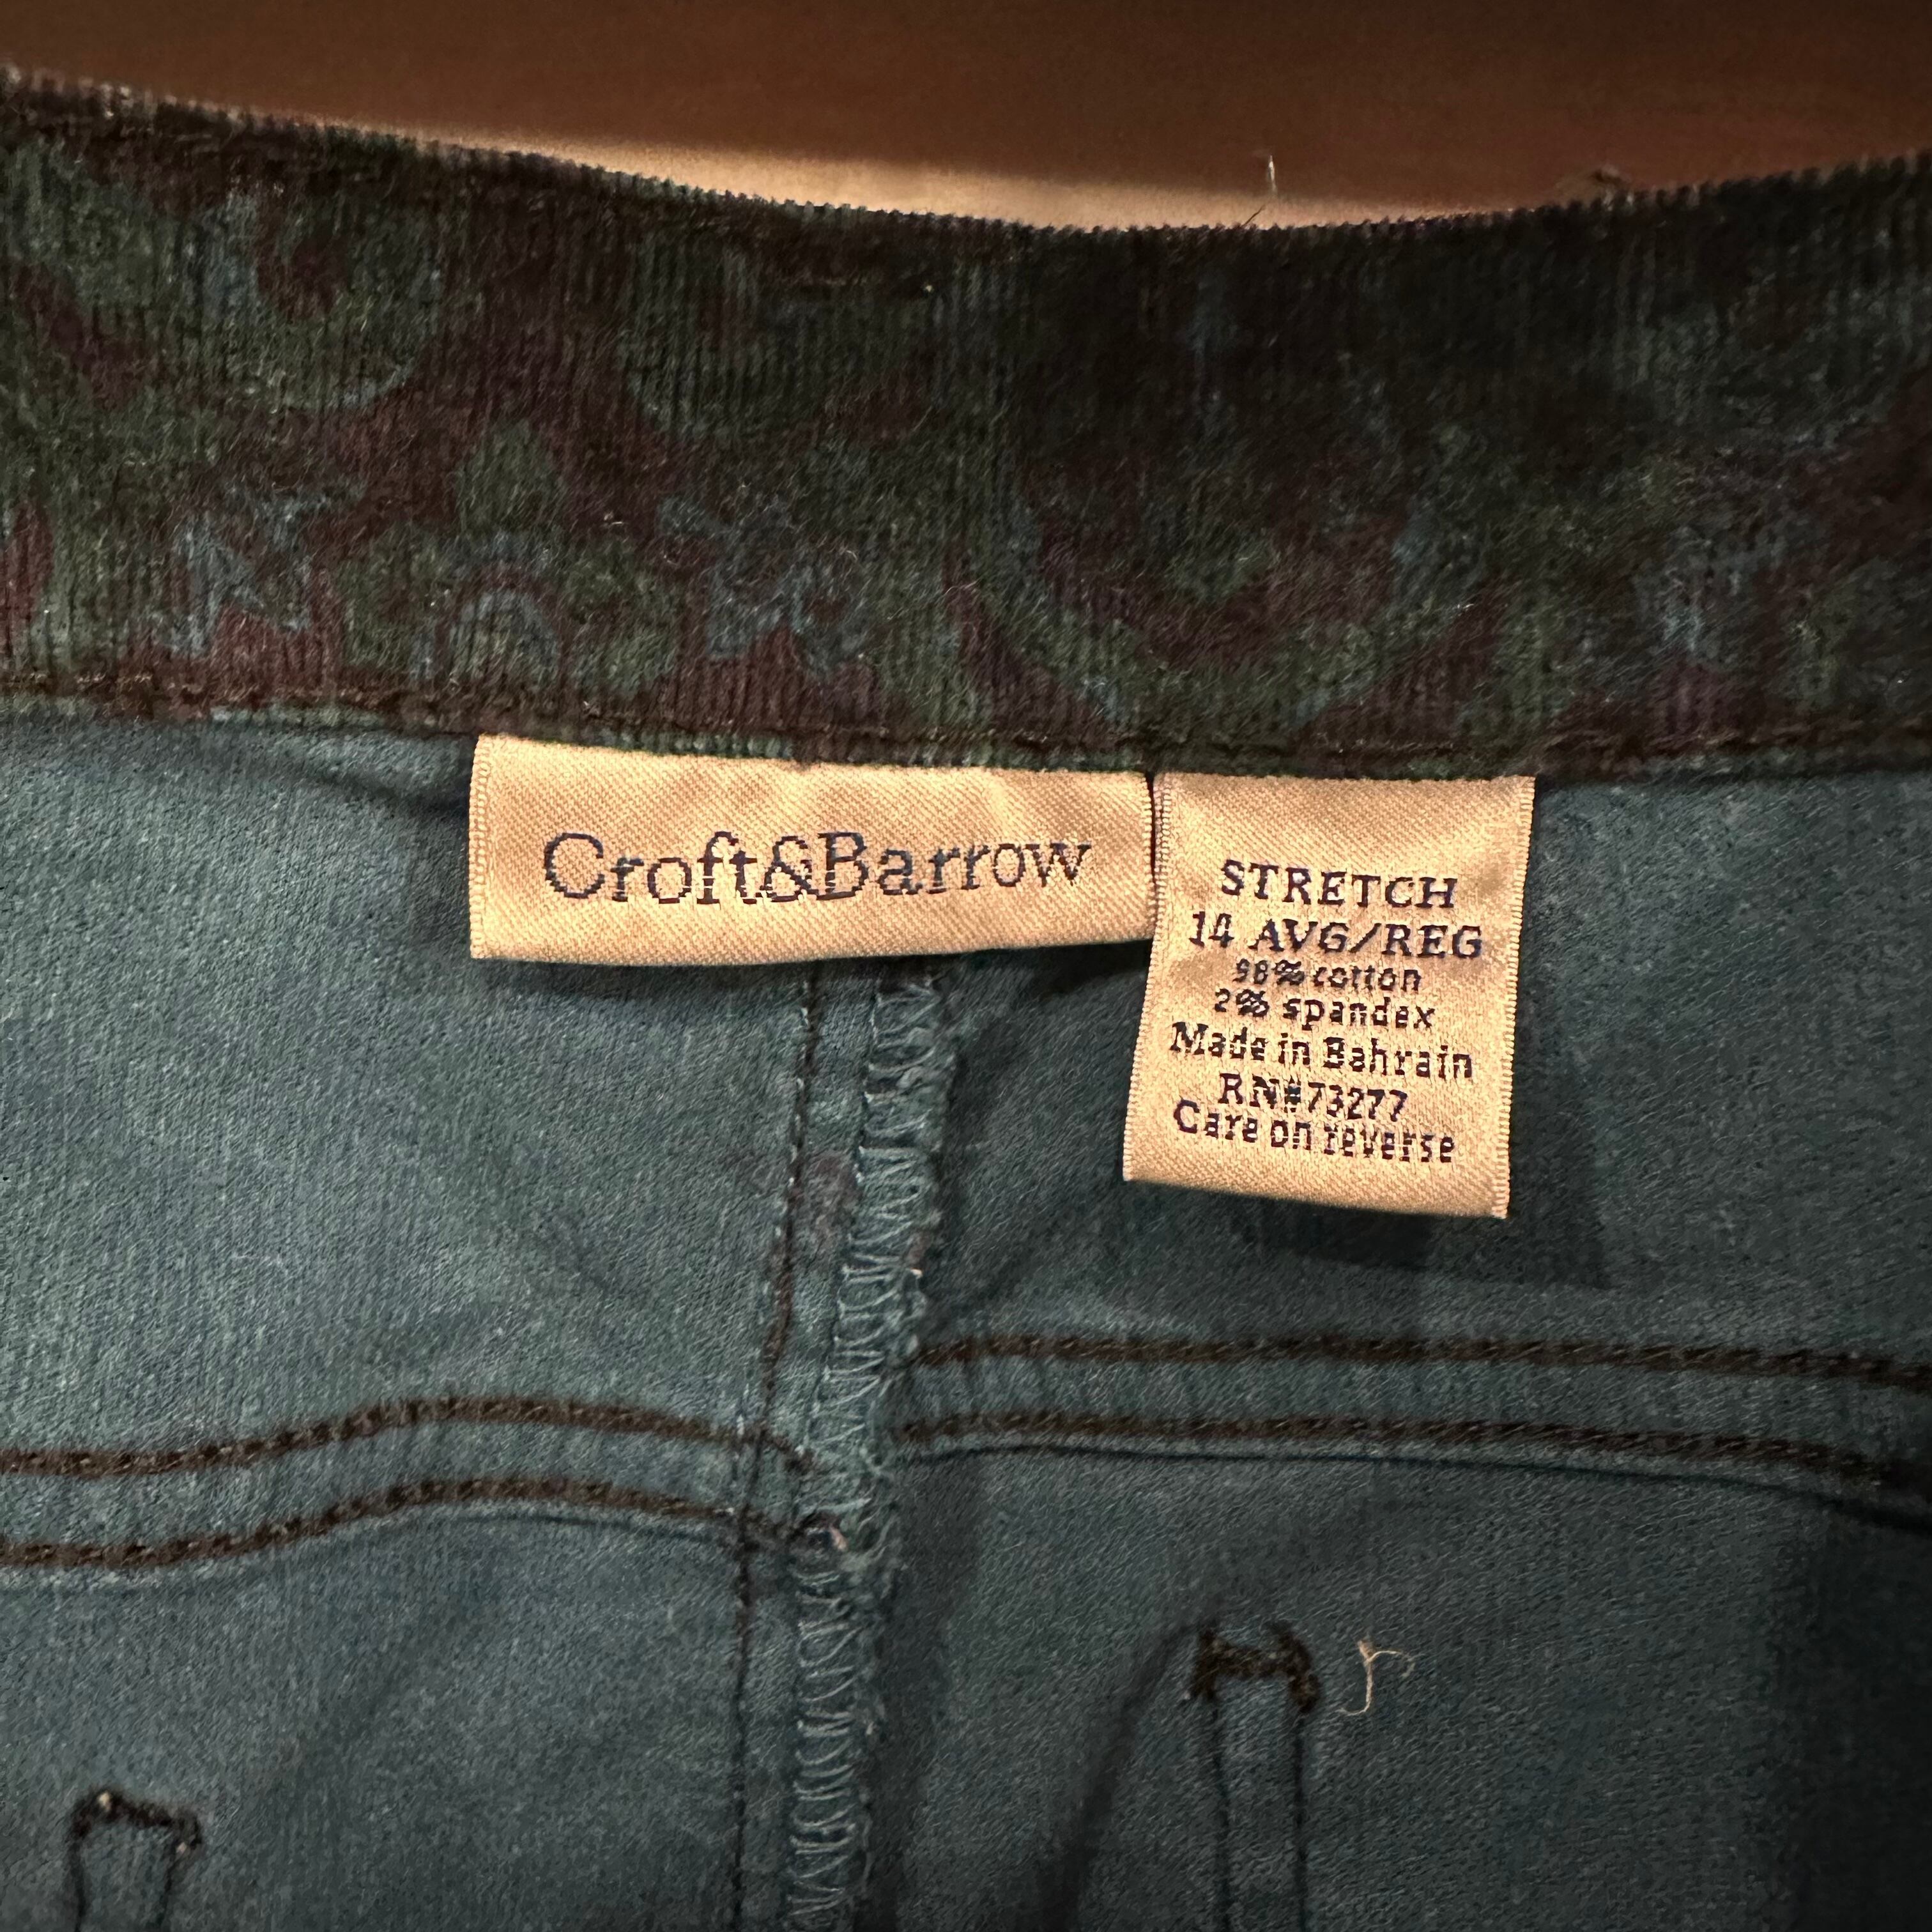 Croft&Barrow
STRETCH
14 AVG/REG
98% cotton
2% spandex
Made in Bahrain
RN#73277
Care on reverse